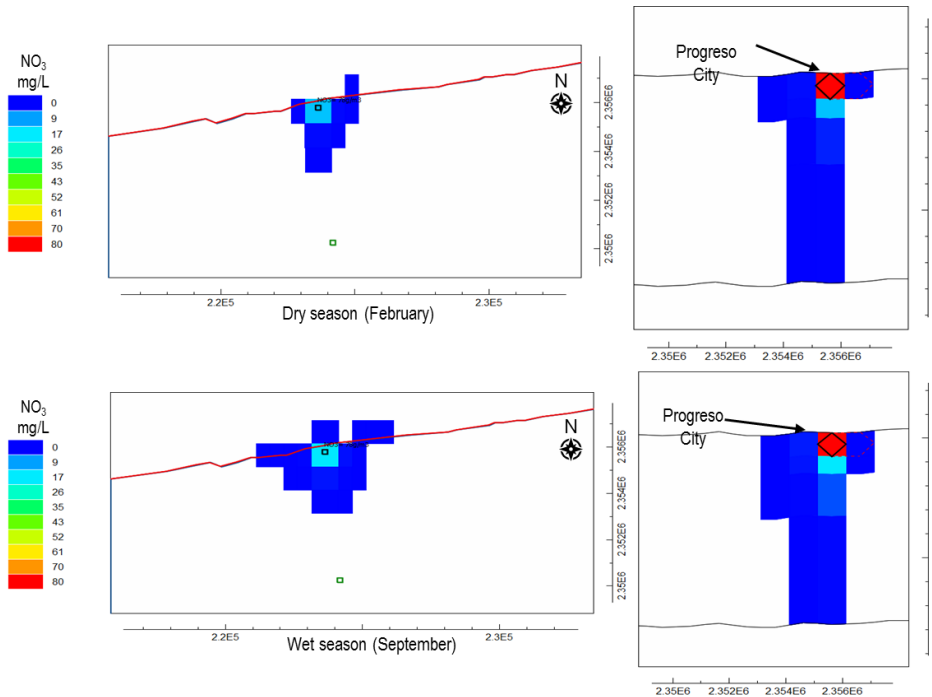 NO3
mg/L
0
9
17
26
35
43
52
61
70
80
N
2.356E6
2.354E6
2.352E6
2.35E6
2.2E5
2.3E5
Dry season (February)
Progreso
City
2.35E6
2.352E6
2.354E6
2.356E6
NO3
mg/L
0
9
17
26
35
43
52
61
70
80
N
2.356E6
2.354E6
2.352E6
2.35E6
2.2E5
2.3E5
Wet season (September)
Progreso
City
2.35E6
2.352E6
2.354E6
2.356E6